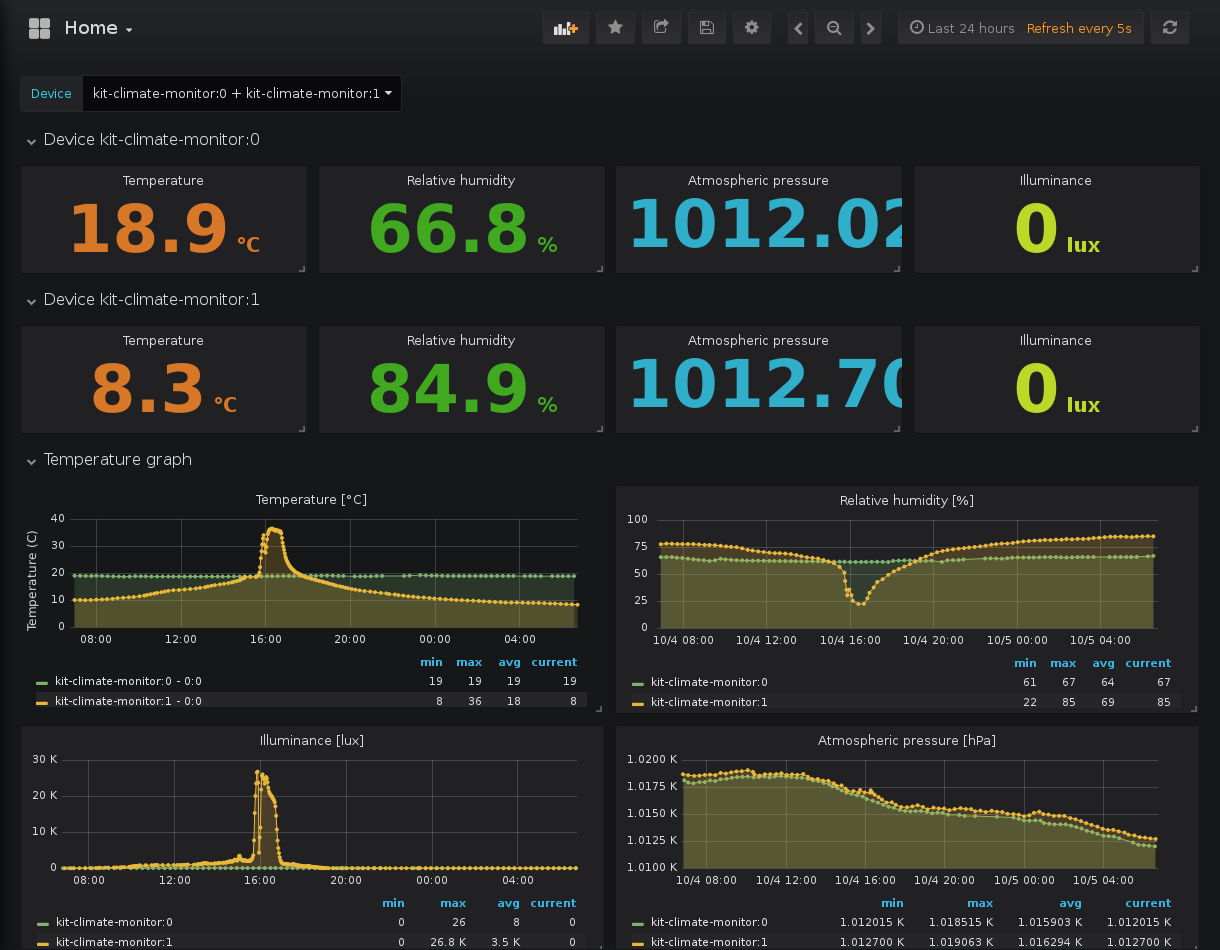 Home
Last 24 hours Refresh every 5s
Device kit-climate-monitor:0 + kit-climate-monitor:1
Device kit-climate-monitor:0
Temperature Relative humidity Atmospheric pressure Illuminance
18.9 °C 66.8 % 1012.02 0 lux
Device kit-climate-monitor:1
Temperature Relative humidity Atmospheric pressure Illuminance
8.3 °C 84.9 % 1012.70 0 lux
Temperature graph
Temperature [°C]
Temperature (C)
40
30
20
10
0
08:00 12:00 16:00 20:00 00:00 04:00
min max avg current
kit-climate-monitor:0 - 0:0 19 19 19 19
kit-climate-monitor:1 - 0:0 8 36 18 8
Relative humidity [%]
100
75
50
25
0
10/4 08:00 10/4 12:00 10/4 16:00 10/4 20:00 10/5 00:00 10/5 04:00
min max avg current
kit-climate-monitor:0 61 67 64 67
kit-climate-monitor:1 22 85 69 85
Illuminance [lux]
30 K
20 K
10 K
0
08:00 12:00 16:00 20:00 00:00 04:00
min max avg current
kit-climate-monitor:0 0 26 8 0
kit-climate-monitor:1 0 26.8 K 3.5 K 0
Atmospheric pressure [hPa]
1.0200 K
1.0175 K
1.0150 K
1.0125 K
1.0100 K
10/4 08:00 10/4 12:00 10/4 16:00 10/4 20:00 10/5 00:00 10/5 04:00
min max avg current
kit-climate-monitor:0 1.012015 K 1.018515 K 1.015903 K 1.012015 K
kit-climate-monitor:1 1.012700 K 1.019063 K 1.016294 K 1.012700 K